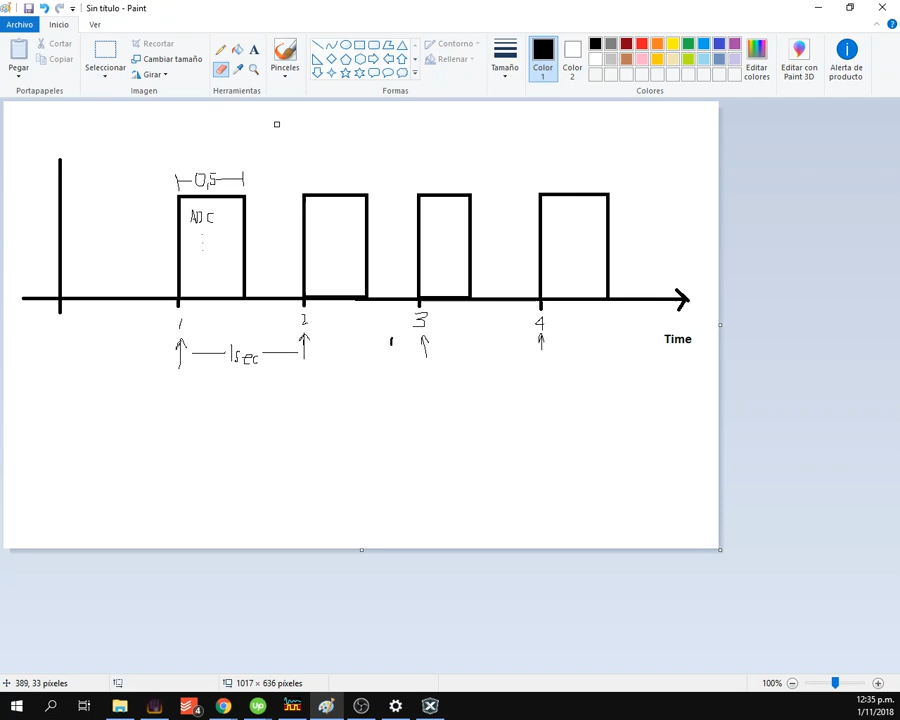 Sin título - Paint
Archivo Inicio Ver
Pegar
Cortar
Copiar
Portapapeles
Seleccionar
Recortar
Cambiar tamaño
Girar
Imagen
A
Herramientas
Pinceles
Contorno
Rellenar
Formas
Tamaño
Color
1
Color
2
Colores
Editar
colores
Editar con
Paint 3D
Alerta de
producto
0,5
ADC
1 2 3 4
1sec
Time
389, 33 píxeles
1017 × 636 píxeles
100%
4
Up
12:35 p.m.
1/11/2018